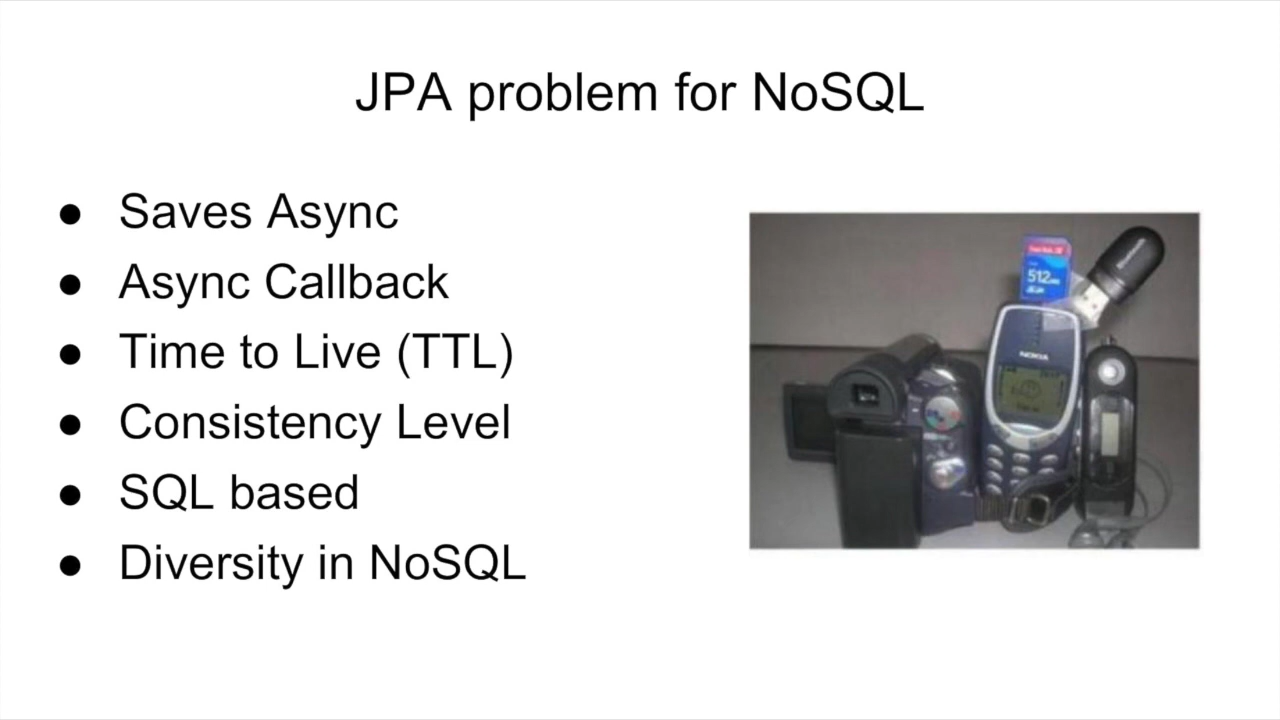 JPA problem for NoSQL
● Saves Async
● Async Callback
● Time to Live (TTL)
● Consistency Level
● SQL based
● Diversity in NoSQL
512
NOKIA